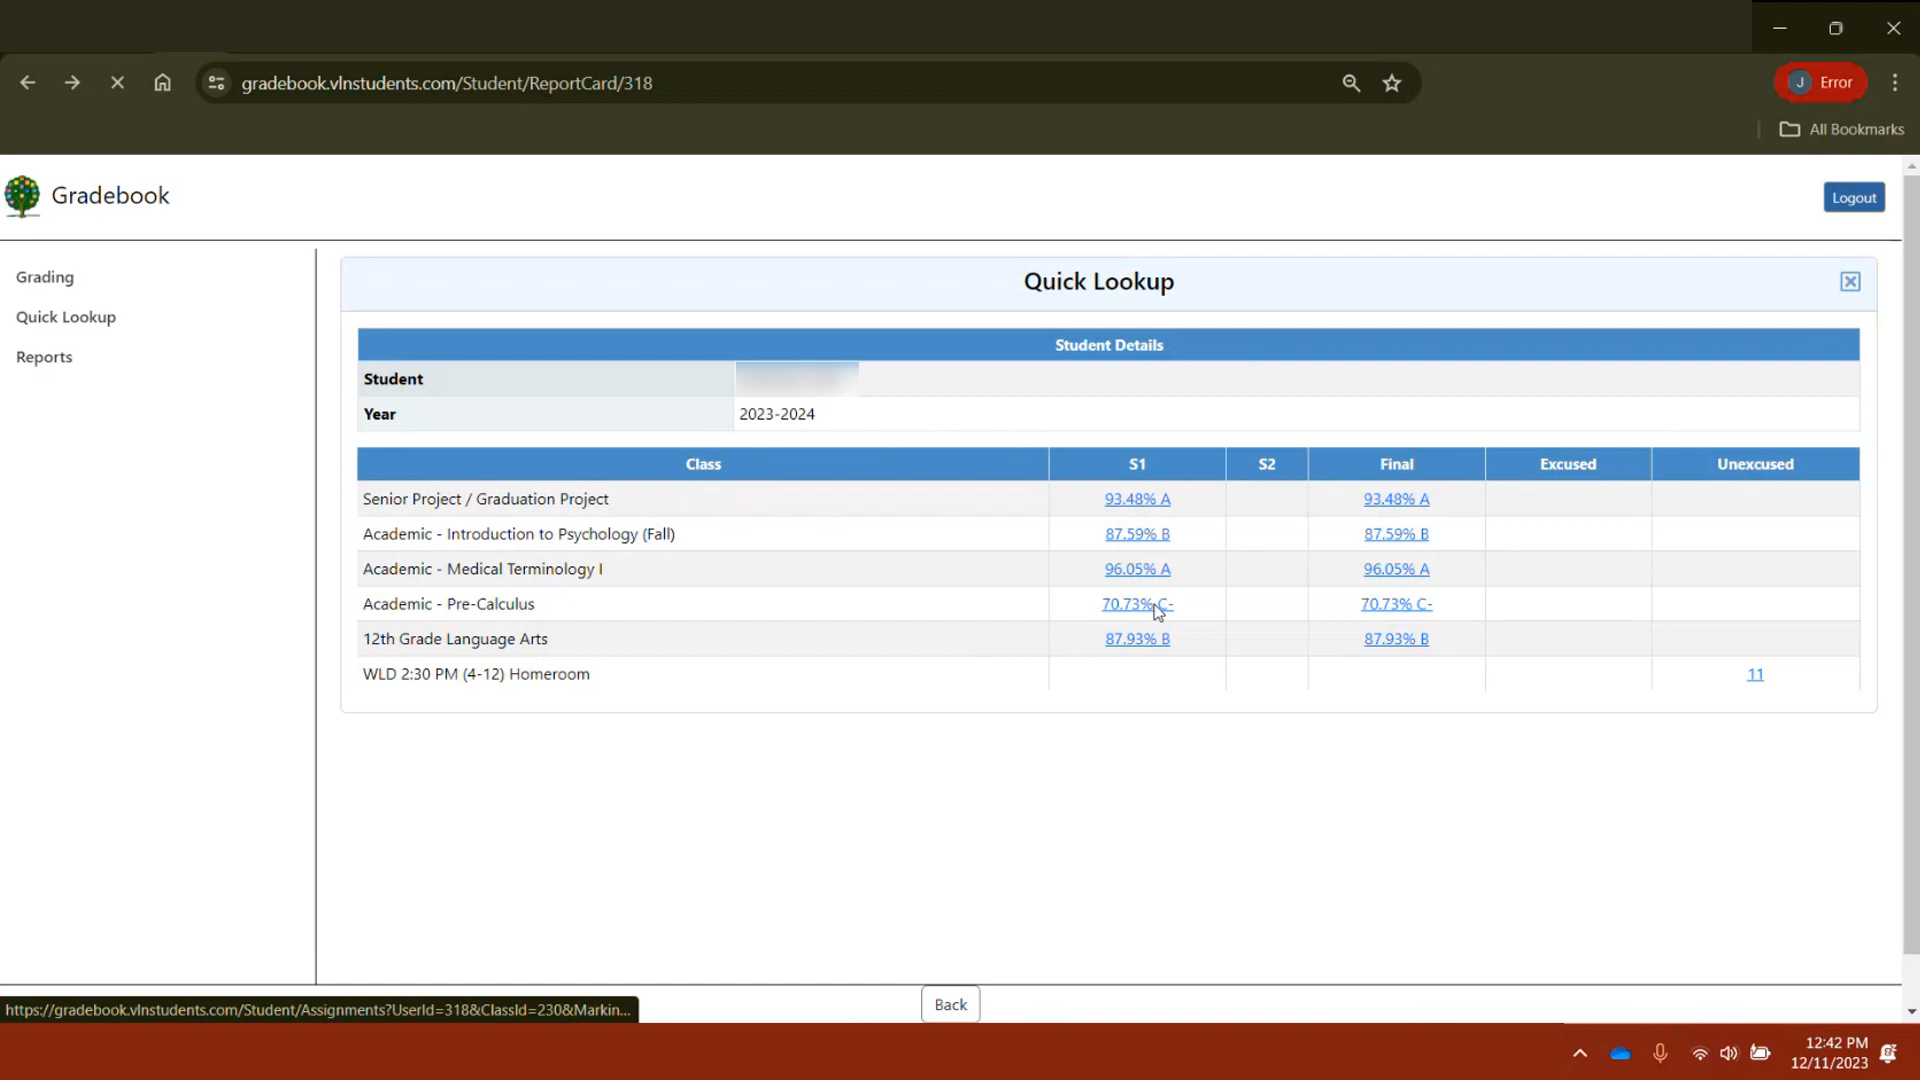 gradebook.vlnstudents.com/Student/ReportCard/318
J Error
All Bookmarks
Gradebook
Logout
Grading
Quick Lookup
Reports
Quick Lookup
Student Details
Student
Year 2023-2024
Class S1 S2 Final Excused Unexcused
Senior Project / Graduation Project 93.48% A 93.48% A
Academic - Introduction to Psychology (Fall) 87.59% B 87.59% B
Academic - Medical Terminology I 96.05% A 96.05% A
Academic - Pre-Calculus 70.73% C- 70.73% C-
12th Grade Language Arts 87.93% B 87.93% B
WLD 2:30 PM (4-12) Homeroom 11
Back
https://gradebook.vlnstudents.com/Student/Assignments?UserId=318&ClassId=230&Markin...
12:42 PM
12/11/2023